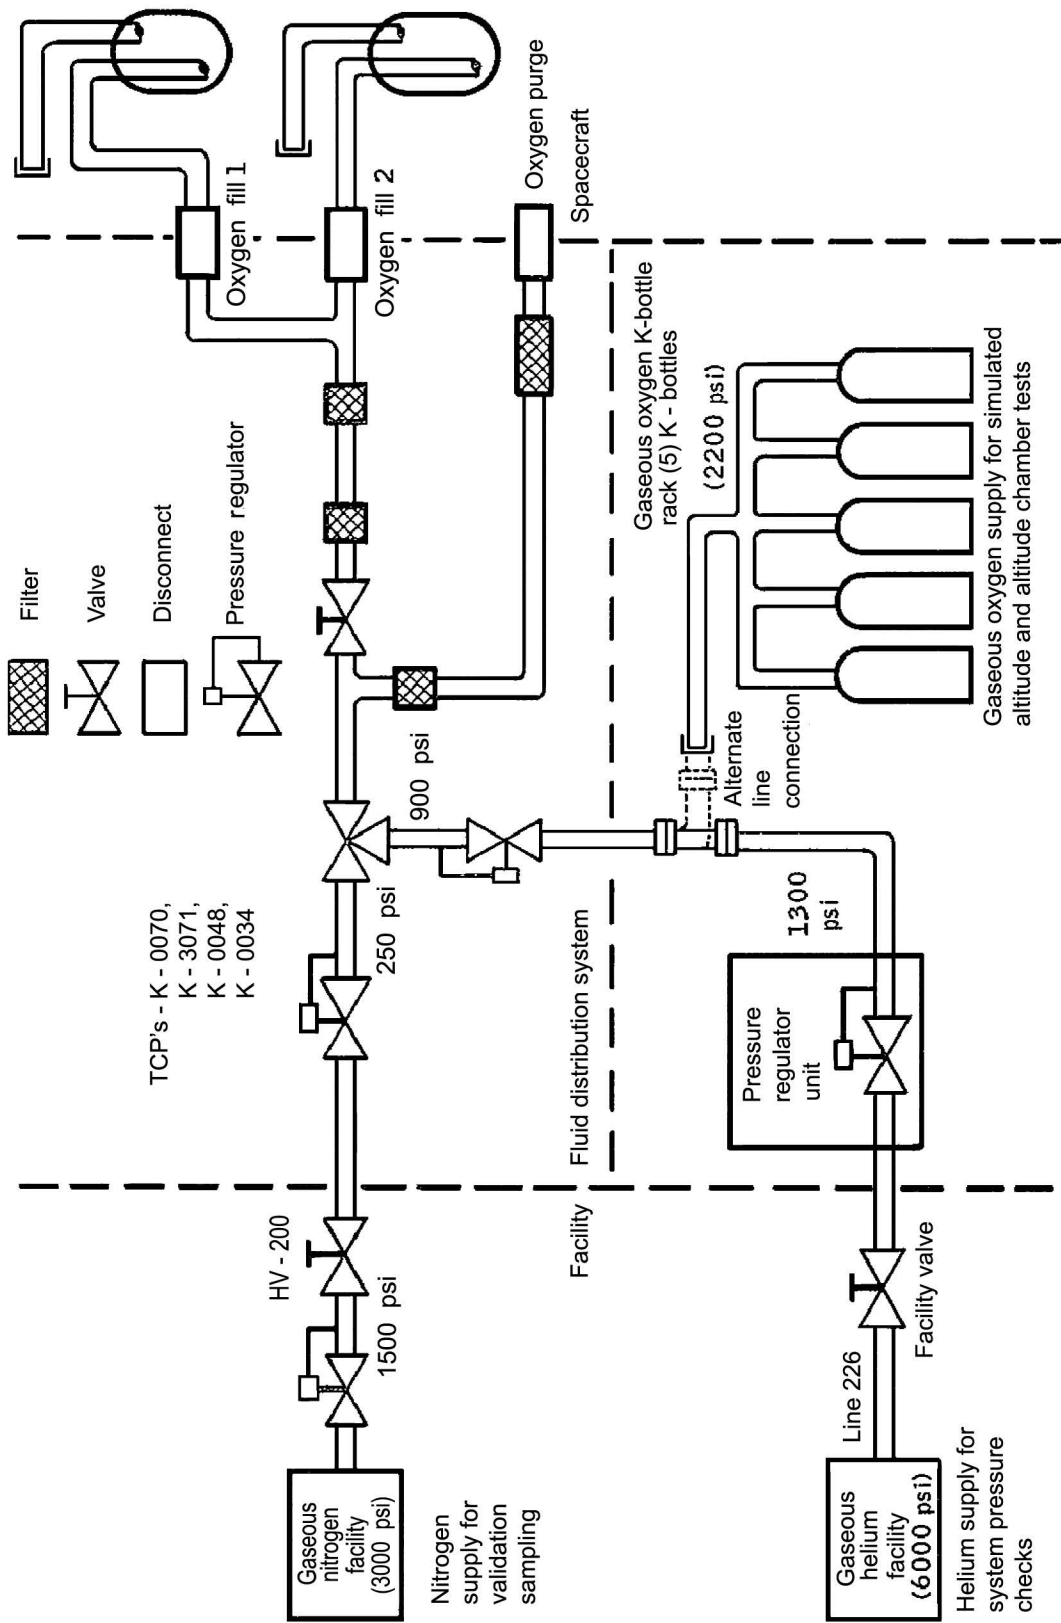 Filter
Valve
Disconnect
Pressure regulator
TCP's - K - 0070,
K - 3071,
K - 0048,
K - 0034
Oxygen fill 1
Oxygen fill 2
Oxygen purge
Spacecraft
HV - 200
1500 psi
250 psi
900 psi
Gaseous
nitrogen
facility
(3000 psi)
Nitrogen
supply for
validation
sampling
Facility
Fluid distribution system
Gaseous oxygen K-bottle
rack (5) K - bottles
(2200 psi)
Alternate
line
connection
1300
psi
Pressure
regulator
unit
Line 226
Facility valve
Gaseous
helium
facility
(6000 psi)
Helium supply for
system pressure
checks
Gaseous oxygen supply for simulated
altitude and altitude chamber tests